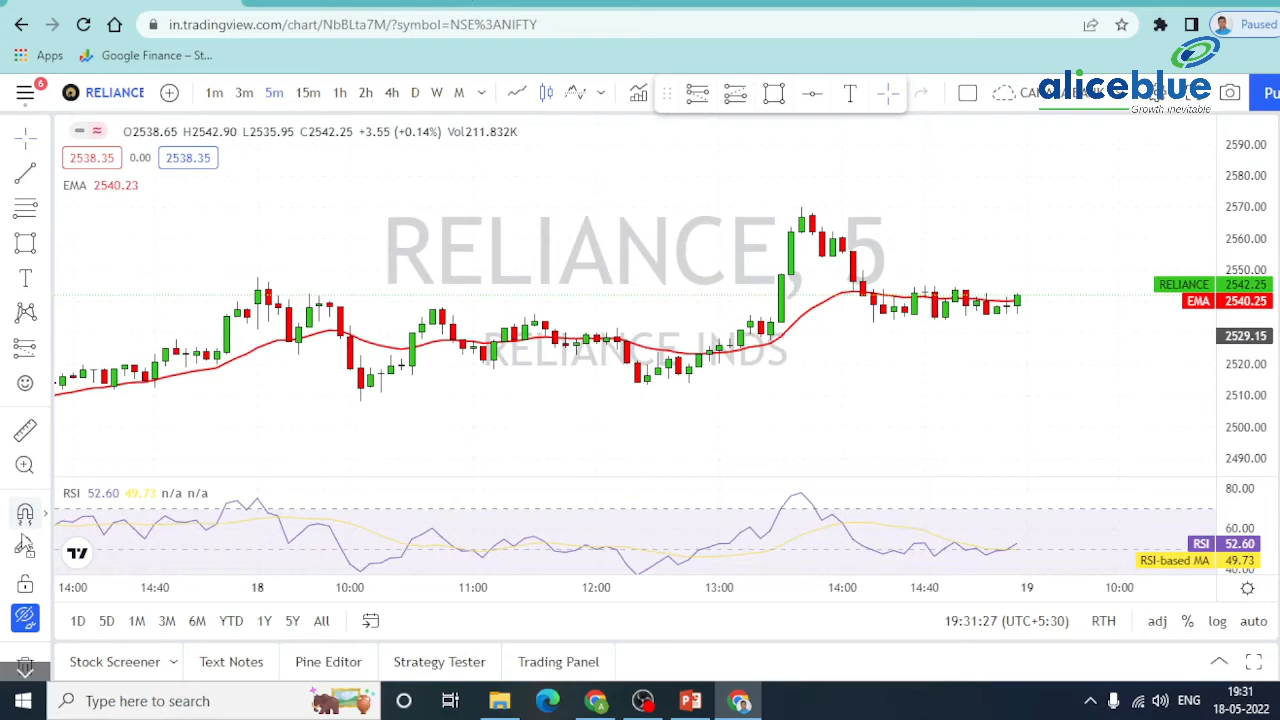 in.tradingview.com/chart/NbBLta7M/?symbol=NSE%3ANIFTY
Paused
Apps
Google Finance – St...
aliceblue
Growth Inevitable
6
RELIANCE
1m 3m 5m 15m 1h 2h 4h D W M
T
Pu
O2538.65 H2542.90 L2535.95 C2542.25 +3.55 (+0.14%) Vol211.832K
2538.35 0.00 2538.35
EMA 2540.23
RELIANCE, 5
RELIANCE INDS
2590.00
2580.00
2570.00
2560.00
2550.00
RELIANCE 2542.25
EMA 2540.25
2529.15
2520.00
2510.00
2500.00
2490.00
RSI 52.60 49.73 n/a n/a
80.00
60.00
RSI 52.60
RSI-based MA 49.73
40.00
14:00 14:40 18 10:00 11:00 12:00 13:00 14:00 14:40 19 10:00
1D 5D 1M 3M 6M YTD 1Y 5Y All
19:31:27 (UTC+5:30) RTH adj % log auto
Stock Screener Text Notes Pine Editor Strategy Tester Trading Panel
Type here to search
ENG
19:31
18-05-2022